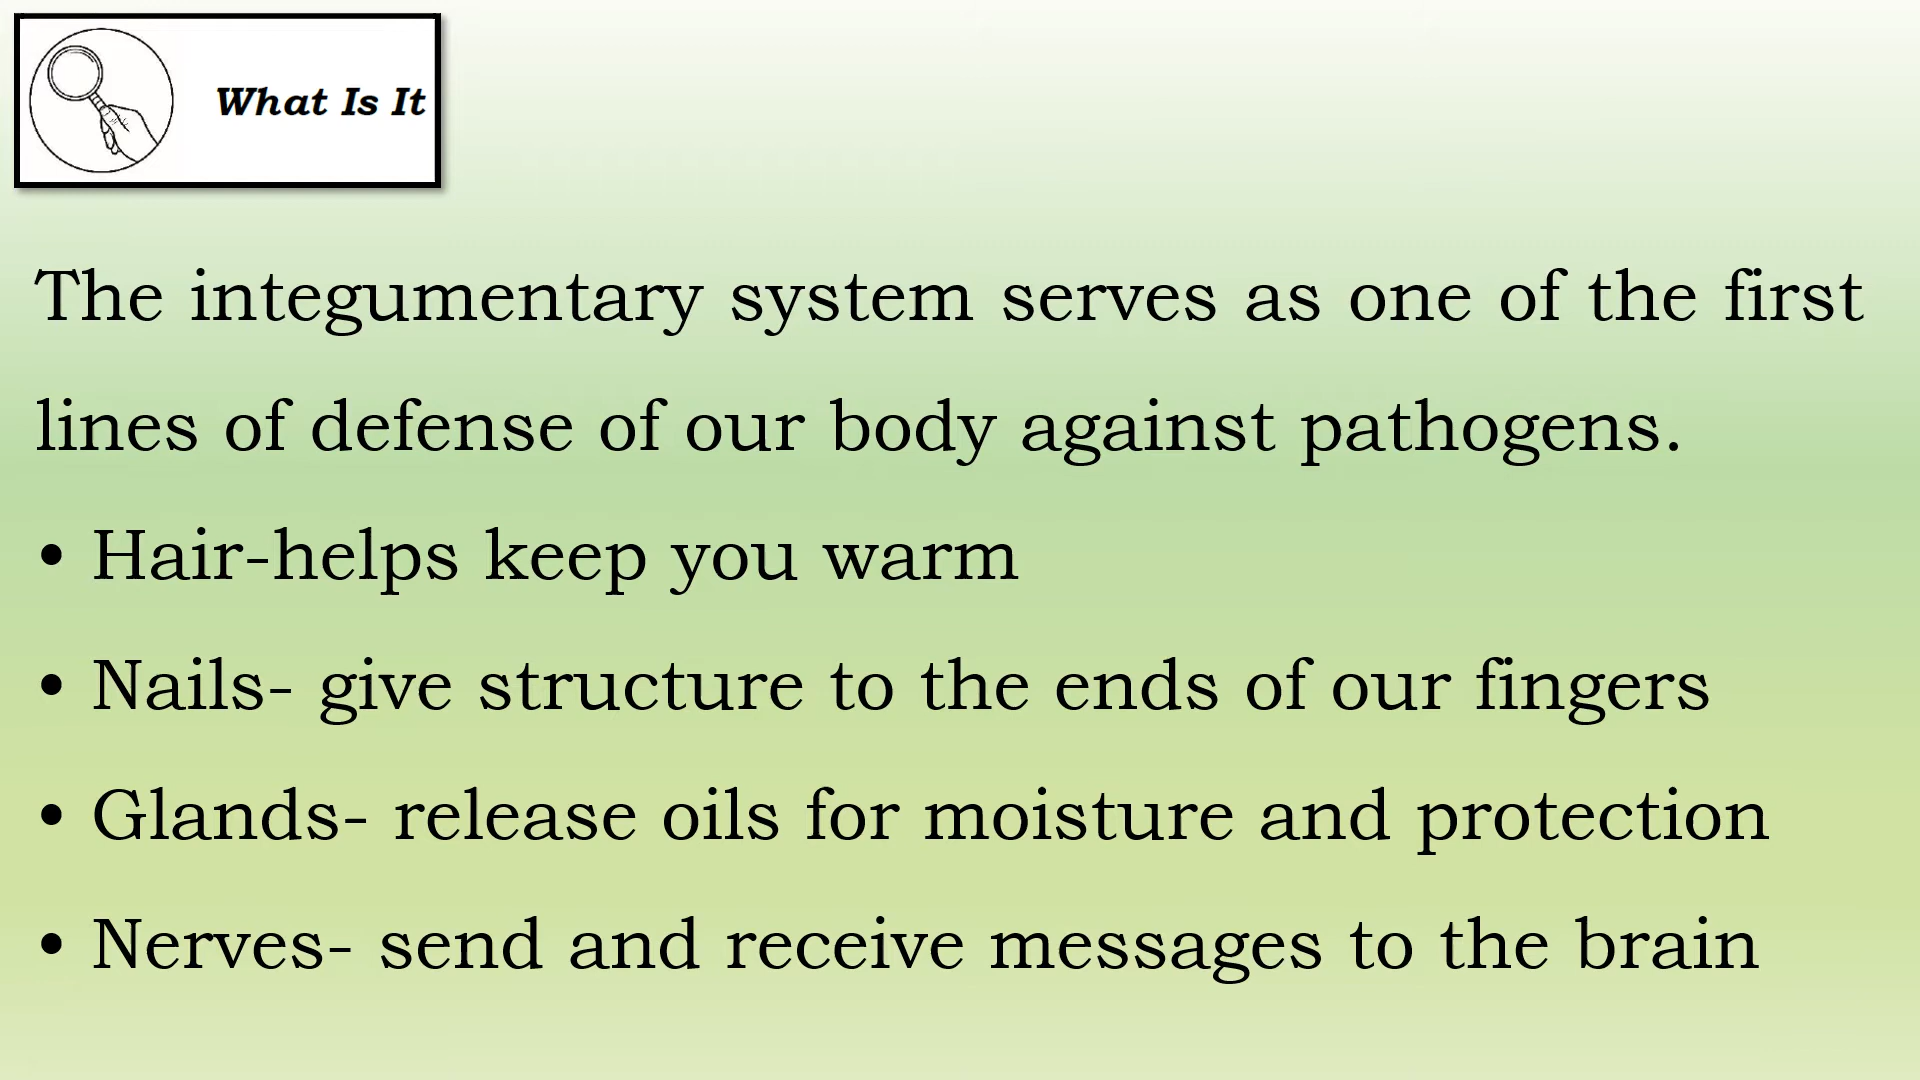 What Is It
The integumentary system serves as one of the first
lines of defense of our body against pathogens.
• Hair-helps keep you warm
• Nails- give structure to the ends of our fingers
• Glands- release oils for moisture and protection
• Nerves- send and receive messages to the brain